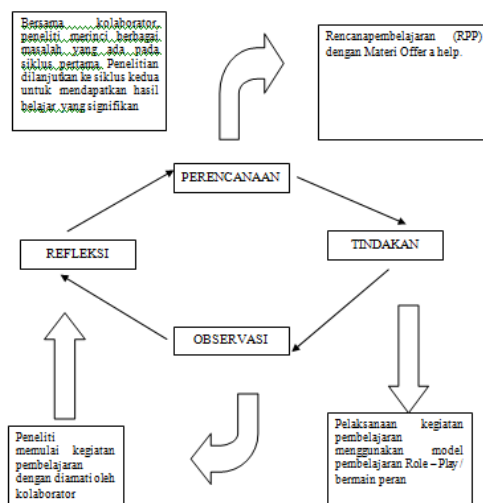 Bersama kolaborator,
peneliti merinci berbagai
masalah yang ada pada
siklus pertama. Penelitian
dilanjutkan ke siklus kedua
untuk mendapatkan hasil
belajar yang signifikan
Rencanapembelajaran (RPP)
dengan Materi Offer a help.
PERENCANAAN
REFLEKSI
TINDAKAN
OBSERVASI
Peneliti
memulai kegiatan
pembelajaran
dengan diamati oleh
kolaborator
Pelaksanaan kegiatan
pembelajaran
menggunakan model
pembelajaran Role – Play /
bermain peran